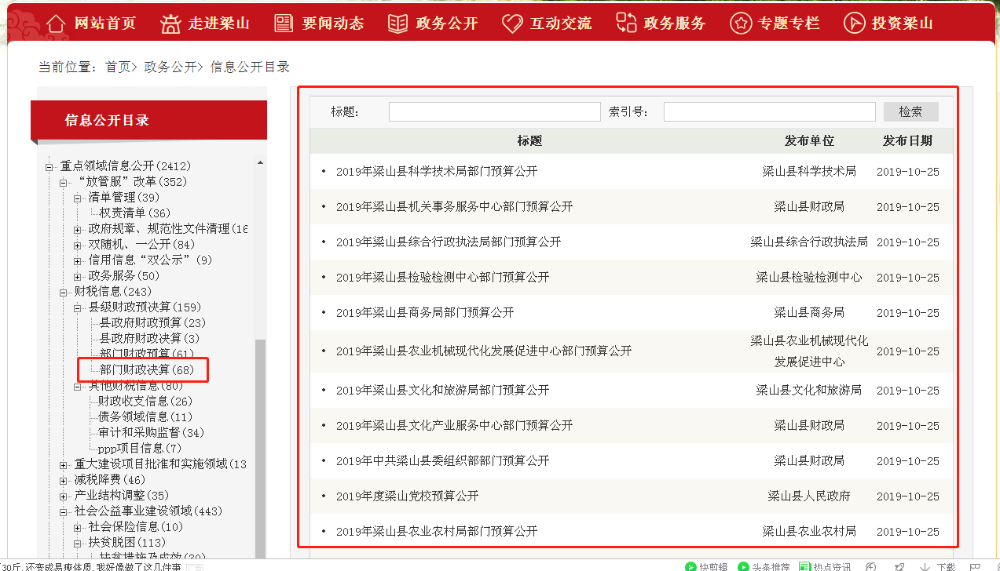 网站首页 走进梁山 要闻动态 政务公开 互动交流 政务服务 专题专栏 投资梁山
当前位置：首页> 政务公开> 信息公开目录
信息公开目录
重点领域信息公开(2412)
“放管服”改革(352)
清单管理(39)
权责清单(36)
政府规章、规范性文件清理(16
双随机、一公开(84)
信用信息“双公示”(9)
政务服务(50)
财税信息(243)
县级财政预决算(159)
县政府财政预算(23)
县政府财政决算(3)
部门财政预算(61)
部门财政决算(68)
其他财税信息(80)
财政收支信息(26)
债务领域信息(11)
审计和采购监督(34)
ppp项目信息(7)
重大建设项目批准和实施领域(13
减税降费(46)
产业结构调整(35)
社会公益事业建设领域(443)
社会保险信息(10)
扶贫脱困(113)
扶贫措施及成效(30)
标题： 索引号： 检索
标题 发布单位 发布日期
• 2019年梁山县科学技术局部门预算公开 梁山县科学技术局 2019-10-25
• 2019年梁山县机关事务服务中心部门预算公开 梁山县财政局 2019-10-25
• 2019年梁山县综合行政执法局部门预算公开 梁山县综合行政执法局 2019-10-25
• 2019年梁山县检验检测中心部门预算公开 梁山县检验检测中心 2019-10-25
• 2019年梁山县商务局部门预算公开 梁山县商务局 2019-10-25
• 2019年梁山县农业机械现代化发展促进中心部门预算公开 梁山县农业机械现代化 2019-10-25
发展促进中心
• 2019年梁山县文化和旅游局部门预算公开 梁山县文化和旅游局 2019-10-25
• 2019年梁山县文化产业服务中心部门预算公开 梁山县财政局 2019-10-25
• 2019年中共梁山县委组织部部门预算公开 梁山县财政局 2019-10-25
• 2019年度梁山党校预算公开 梁山县人民政府 2019-10-25
• 2019年梁山县农业农村局部门预算公开 梁山县农业农村局 2019-10-25
30斤,还变成易瘦体质,我好像做了这几件事 广告 快剪辑 头条推荐 热点资讯 下载